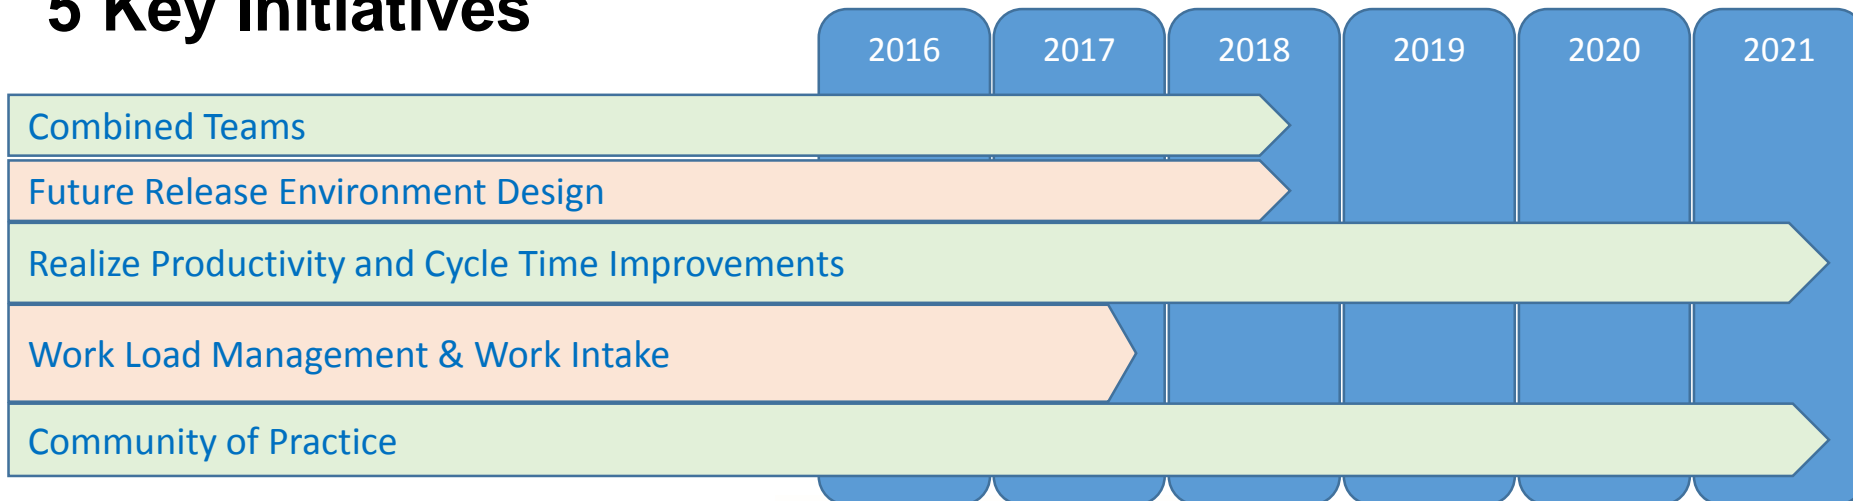 5 Key Initiatives
2016 2017 2018 2019 2020 2021
Combined Teams
Future Release Environment Design
Realize Productivity and Cycle Time Improvements
Work Load Management & Work Intake
Community of Practice